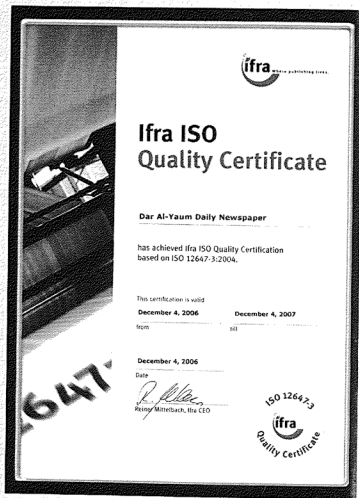 ifra
where publishing lives.
Ifra ISO
Quality Certificate
Dar Al-Yaum Daily Newspaper
has achieved Ifra ISO Quality Certification
based on ISO 12647-3:2004.
This certification is valid
December 4, 2006 December 4, 2007
from till
December 4, 2006
Date
Reiner Mittelbach, Ifra CEO
ISO 12647-3
ifra
Quality Certificate
2647-